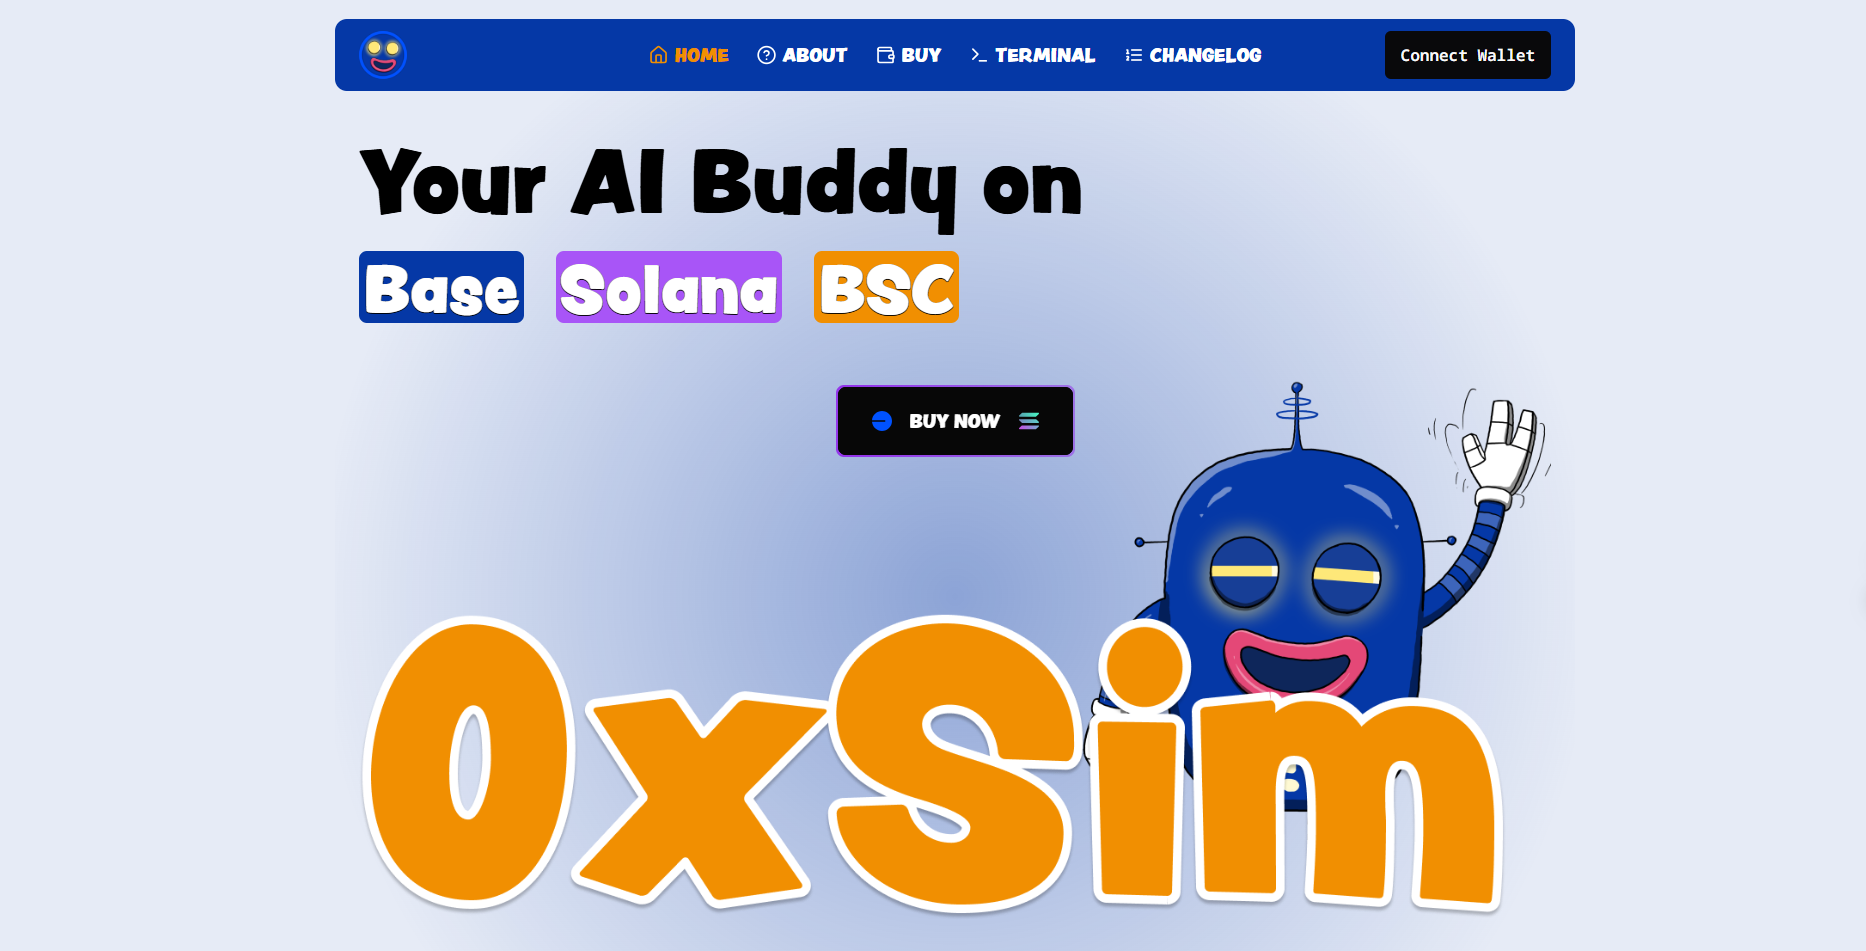 HOME ABOUT BUY TERMINAL CHANGELOG Connect Wallet
Your AI Buddy on
Base Solana BSC
BUY NOW
0xSim